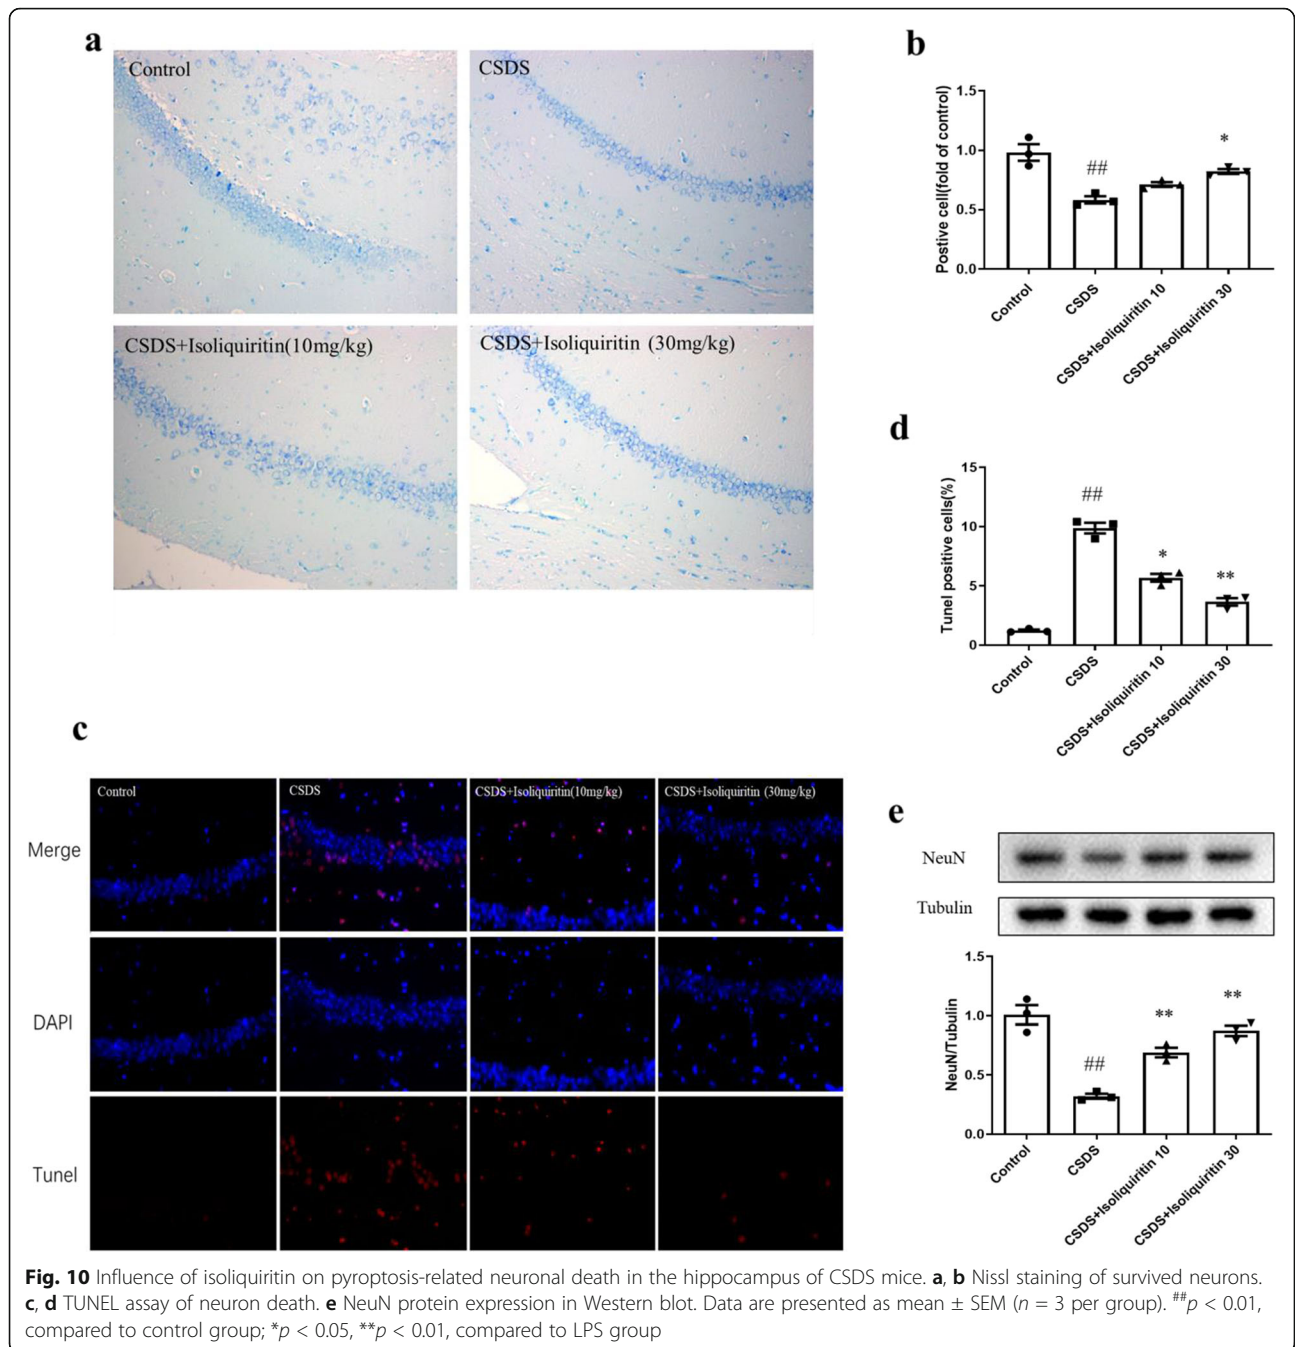 a
Control
CSDS
CSDS+Isoliquiritin(10mg/kg)
CSDS+Isoliquiritin (30mg/kg)
b
Postive cell(fold of control)
1.5
1.0
0.5
0.0
##
*
Control
CSDS
CSDS+Isoliquiritin 10
CSDS+Isoliquiritin 30
d
Tunel positive cells(%)
15
10
5
0
##
*
**
Control
CSDS
CSDS+Isoliquiritin 10
CSDS+Isoliquiritin 30
c
Control
CSDS
CSDS+Isoliquiritin(10mg/kg)
CSDS+Isoliquiritin (30mg/kg)
Merge
DAPI
Tunel
e
NeuN
Tubulin
NeuN/Tubulin
1.5
1.0
0.5
0.0
##
**
**
Control
CSDS
CSDS+Isoliquiritin 10
CSDS+Isoliquiritin 30
Fig. 10 Influence of isoliquiritin on pyroptosis-related neuronal death in the hippocampus of CSDS mice. a, b Nissl staining of survived neurons.
c, d TUNEL assay of neuron death. e NeuN protein expression in Western blot. Data are presented as mean ± SEM (n = 3 per group). ##p < 0.01,
compared to control group; *p < 0.05, **p < 0.01, compared to LPS group